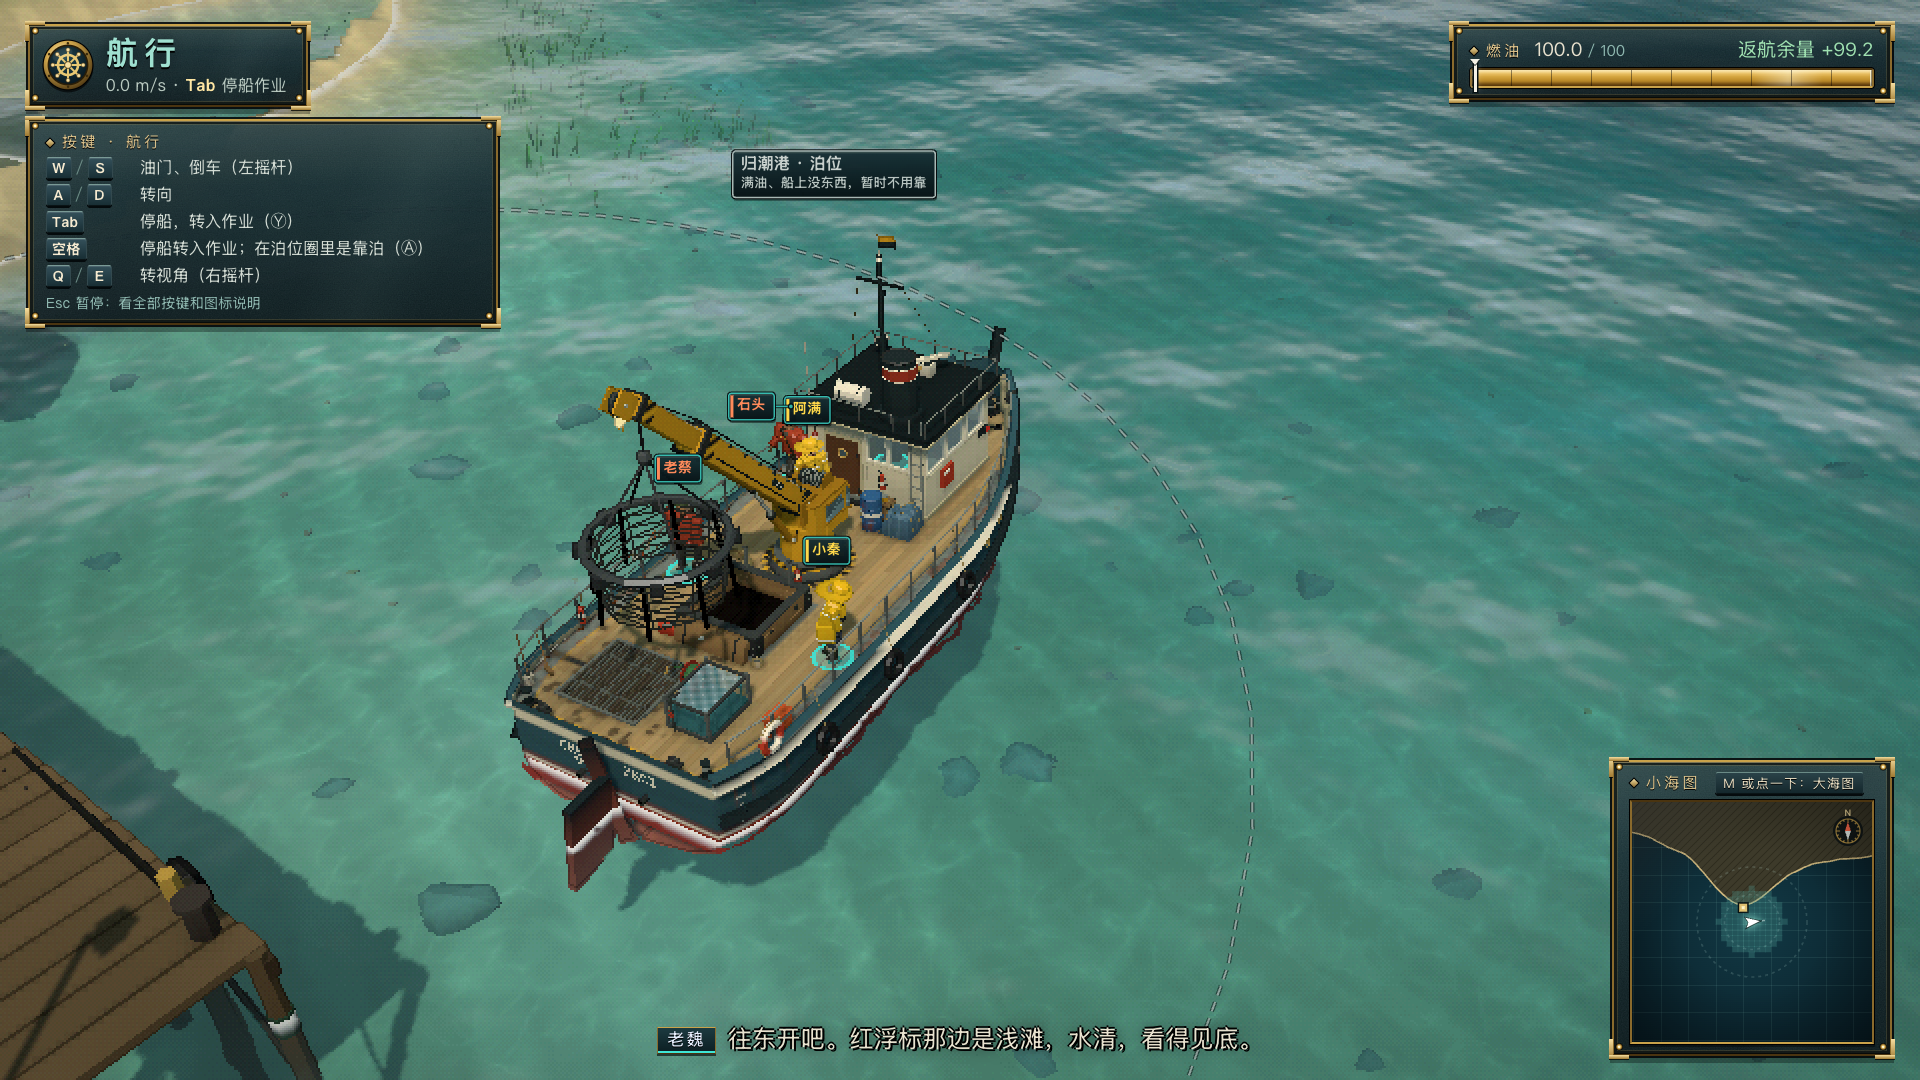 航行
0.0 m/s · Tab 停船作业
燃油 100.0 / 100 返航余量 +99.2
按键 · 航行
W / S 油门、倒车（左摇杆）
A / D 转向
Tab 停船，转入作业（Ⓨ）
空格 停船转入作业；在泊位圈里是靠泊（Ⓐ）
Q / E 转视角（右摇杆）
Esc 暂停：看全部按键和图标说明
归潮港 · 泊位
满油、船上没东西，暂时不用靠
石头
阿满
老蔡
小秦
小海图 M 或点一下：大海图
N
老魏 往东开吧。红浮标那边是浅滩，水清，看得见底。